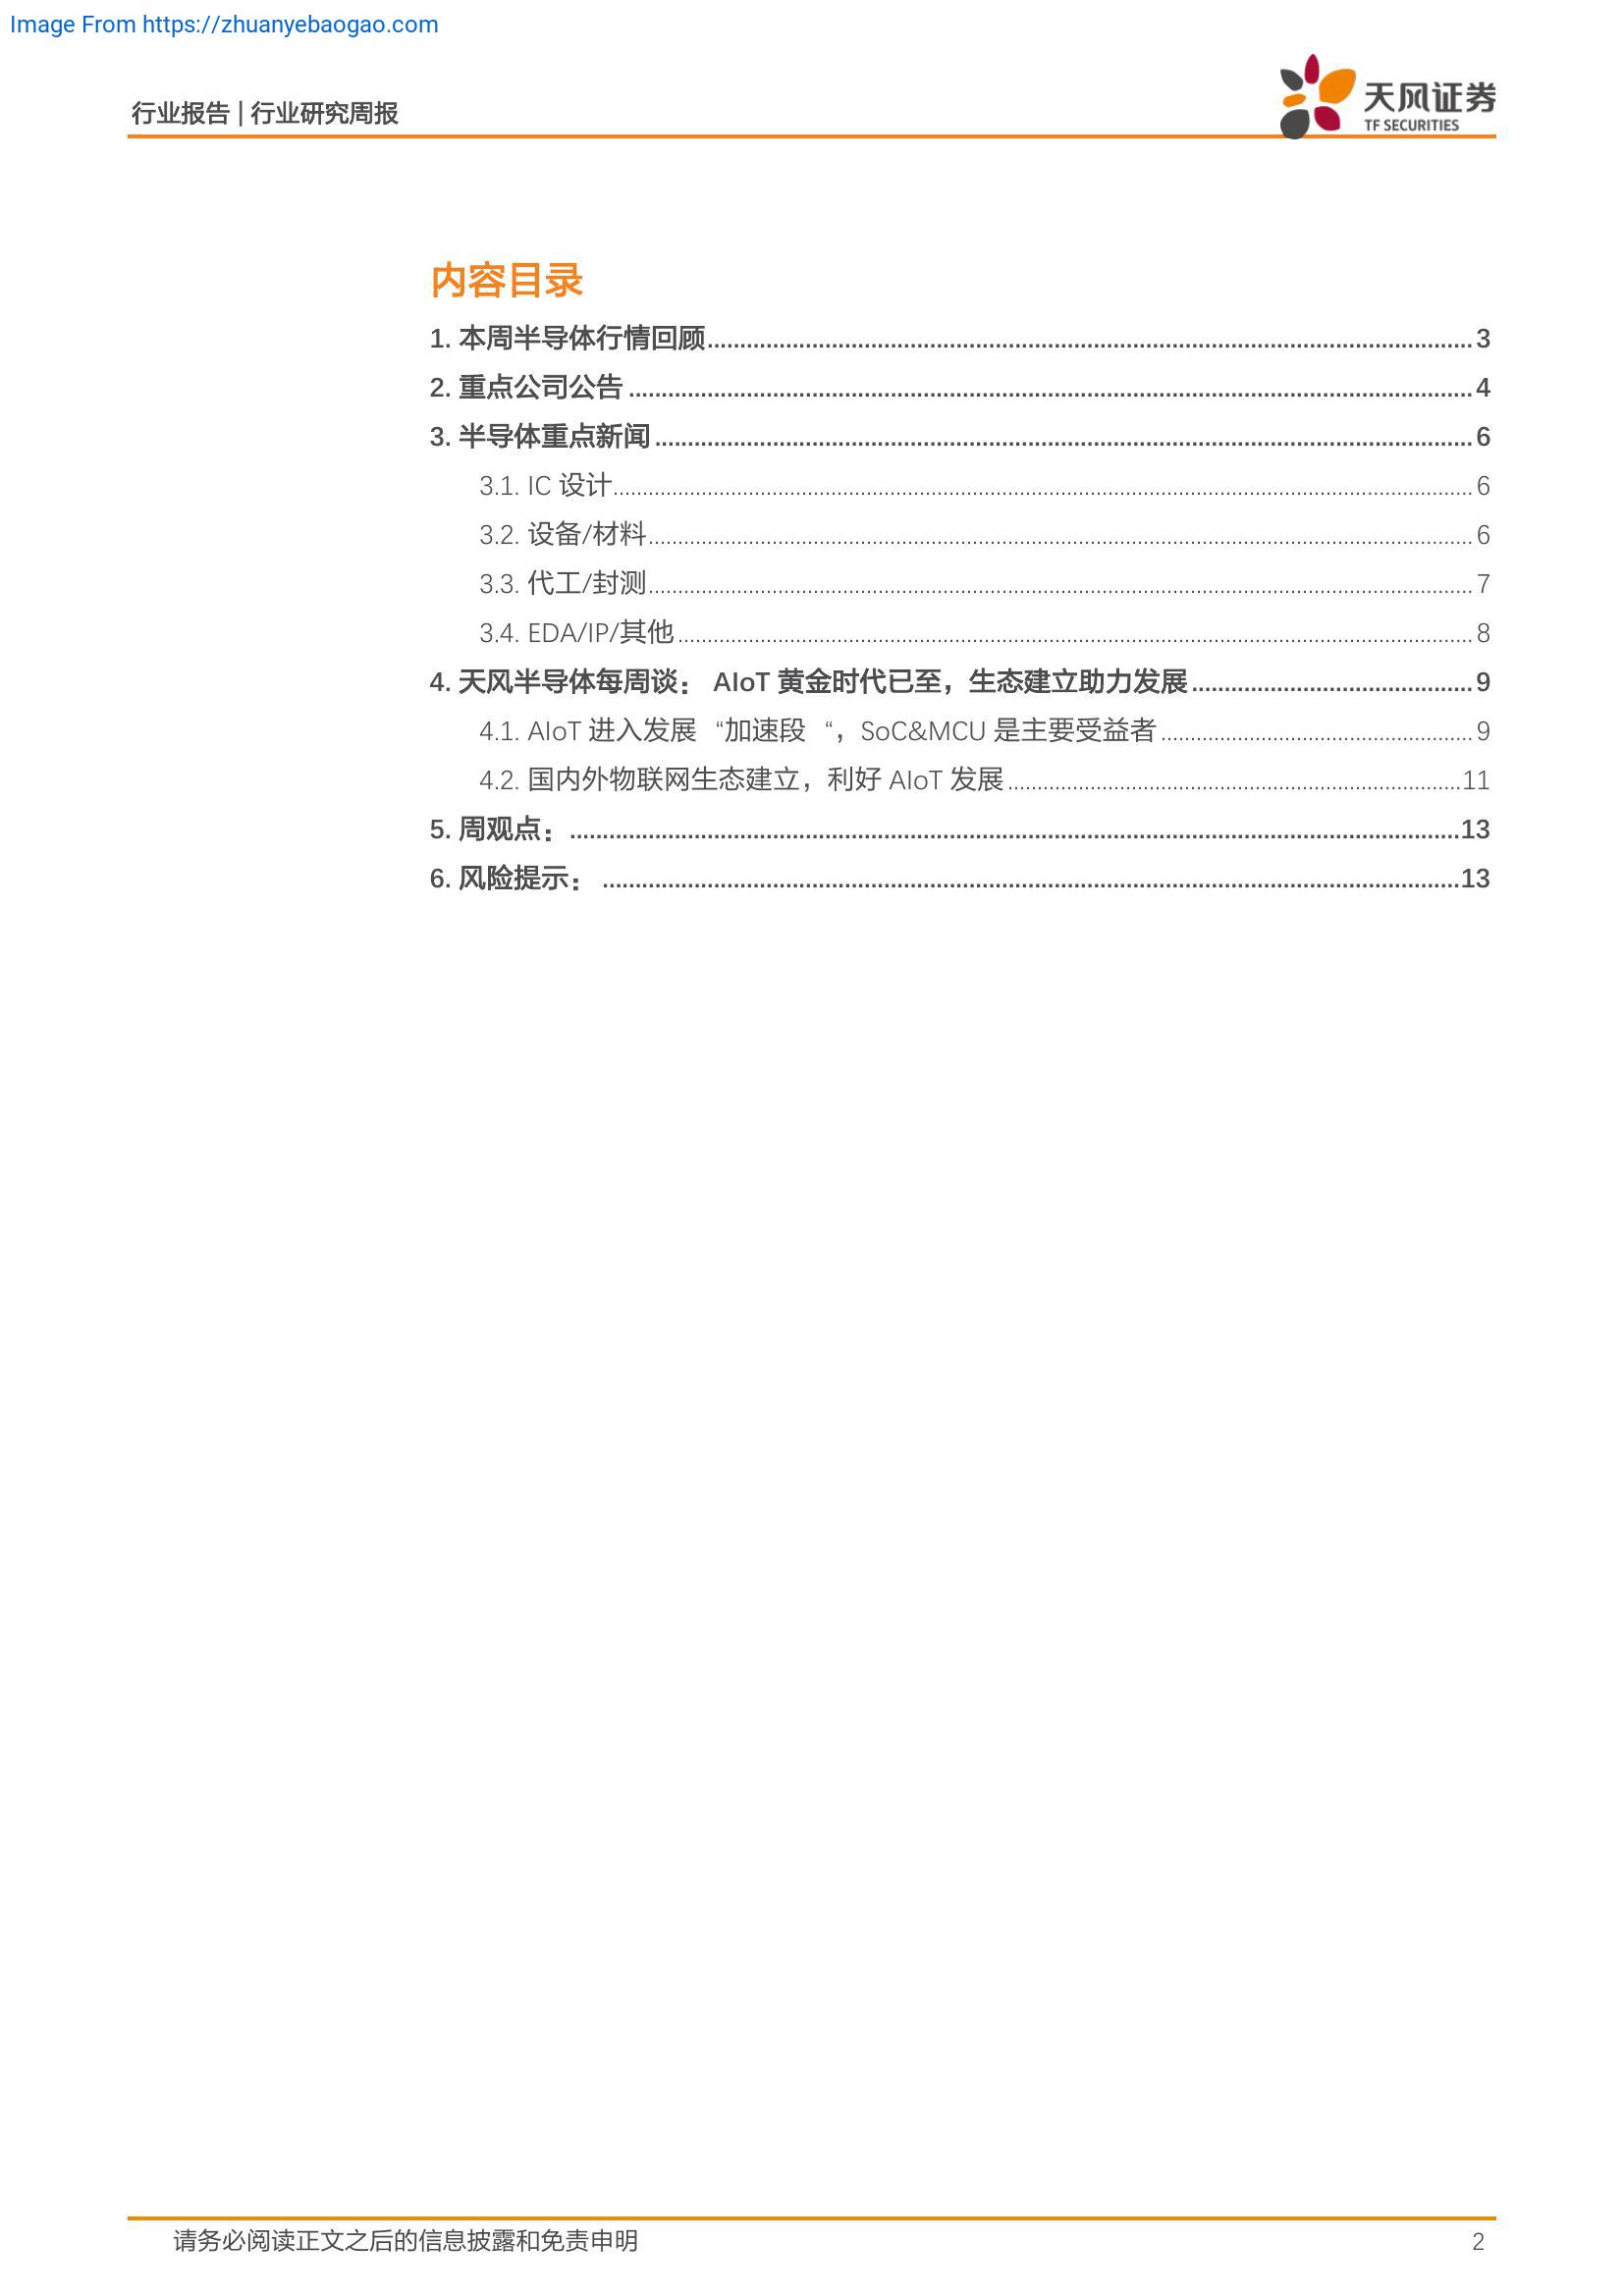 Image From https://zhuanyebaogao.com
行业报告 | 行业研究周报
天风证券
TF SECURITIES
内容目录
1. 本周半导体行情回顾 3
2. 重点公司公告 4
3. 半导体重点新闻 6
3.1. IC 设计 6
3.2. 设备/材料 6
3.3. 代工/封测 7
3.4. EDA/IP/其他 8
4. 天风半导体每周谈： AIoT 黄金时代已至，生态建立助力发展 9
4.1. AIoT 进入发展 “加速段 “，SoC&MCU 是主要受益者 9
4.2. 国内外物联网生态建立，利好 AIoT 发展 11
5. 周观点： 13
6. 风险提示： 13
请务必阅读正文之后的信息披露和免责申明 2